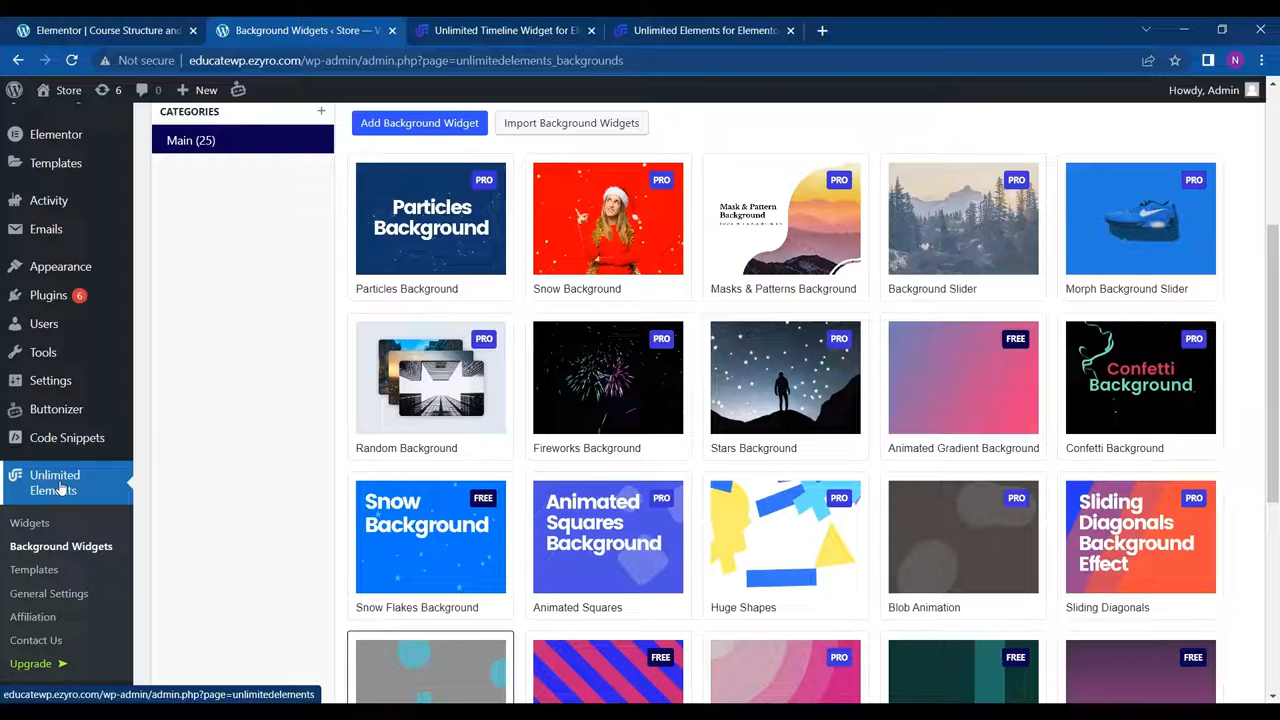 Elementor | Course Structure and
Background Widgets ‹ Store — W
Unlimited Timeline Widget for El
Unlimited Elements for Elemento
Not secure
educatewp.ezyro.com/wp-admin/admin.php?page=unlimitedelements_backgrounds
N
Store
6
New
Howdy, Admin
Elementor
Templates
Activity
Emails
Appearance
Plugins 6
Users
Tools
Settings
Buttonizer
Code Snippets
Unlimited
Elements
Widgets
Background Widgets
Templates
General Settings
Affiliation
Contact Us
Upgrade ➤
educatewp.ezyro.com/wp-admin/admin.php?page=unlimitedelements
CATEGORIES +
Main (25)
Add Background Widget
Import Background Widgets
PRO
Particles
Background
Particles Background
PRO
Snow Background
PRO
Mask & Pattern
Background
Masks & Patterns Background
PRO
Background Slider
PRO
Morph Background Slider
PRO
Random Background
PRO
Fireworks Background
PRO
Stars Background
FREE
Animated Gradient Background
PRO
Confetti
Background
Confetti Background
FREE
Snow
Background
Snow Flakes Background
PRO
Animated
Squares
Background
Animated Squares
PRO
Huge Shapes
PRO
Blob Animation
PRO
Sliding
Diagonals
Background
Effect
Sliding Diagonals
FREE
PRO
FREE
FREE